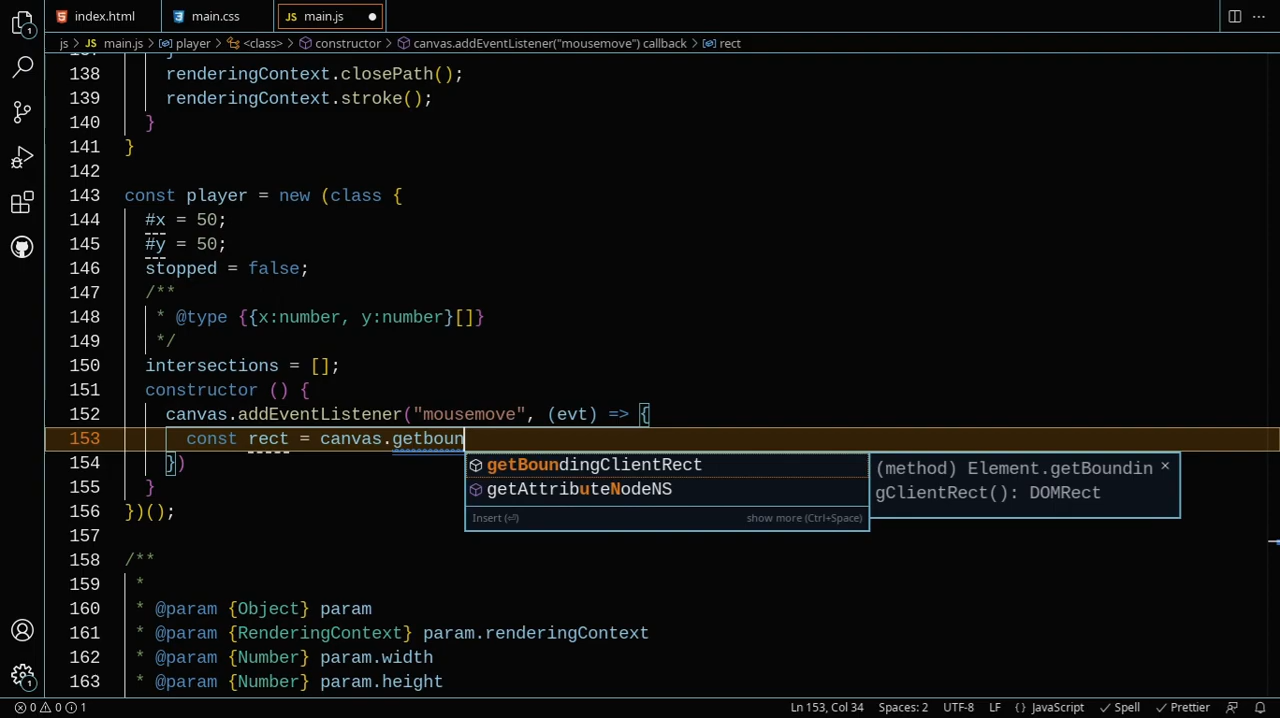 index.html main.css JS main.js
js > JS main.js > player > <class> > constructor > canvas.addEventListener("mousemove") callback > rect
138 renderingContext.closePath();
139 renderingContext.stroke();
140 }
141 }
142
143 const player = new (class {
144 #x = 50;
145 #y = 50;
146 stopped = false;
147 /**
148 * @type {{x:number, y:number}[]}
149 */
150 intersections = [];
151 constructor () {
152 canvas.addEventListener("mousemove", (evt) => {
153 const rect = canvas.getboun
getBoundingClientRect (method) Element.getBoundin
154 })
getAttributeNodeNS gClientRect(): DOMRect
155 }
Insert (⏎) show more (Ctrl+Space)
156 })();
157
158 /**
159 *
160 * @param {Object} param
161 * @param {RenderingContext} param.renderingContext
162 * @param {Number} param.width
163 * @param {Number} param.height
0 0 1 Ln 153, Col 34 Spaces: 2 UTF-8 LF {} JavaScript Spell Prettier